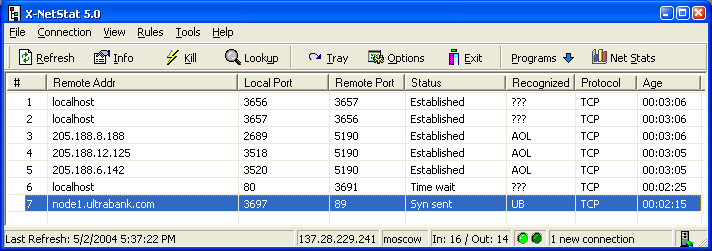 X-NetStat 5.0
File Connection View Rules Tools Help
Refresh Info Kill Lookup Tray Options Exit Programs Net Stats
# Remote Addr Local Port Remote Port Status Recognized Protocol Age
1 localhost 3656 3657 Established ??? TCP 00:03:06
2 localhost 3657 3656 Established ??? TCP 00:03:06
3 205.188.8.188 2689 5190 Established AOL TCP 00:03:06
4 205.188.12.125 3518 5190 Established AOL TCP 00:03:05
5 205.188.6.142 3520 5190 Established AOL TCP 00:03:05
6 localhost 80 3691 Time wait ??? TCP 00:02:25
7 node1.ultrabank.com 3697 89 Syn sent UB TCP 00:02:15
Last Refresh: 5/2/2004 5:37:22 PM 137.28.229.241 moscow In: 16 / Out: 14 1 new connection